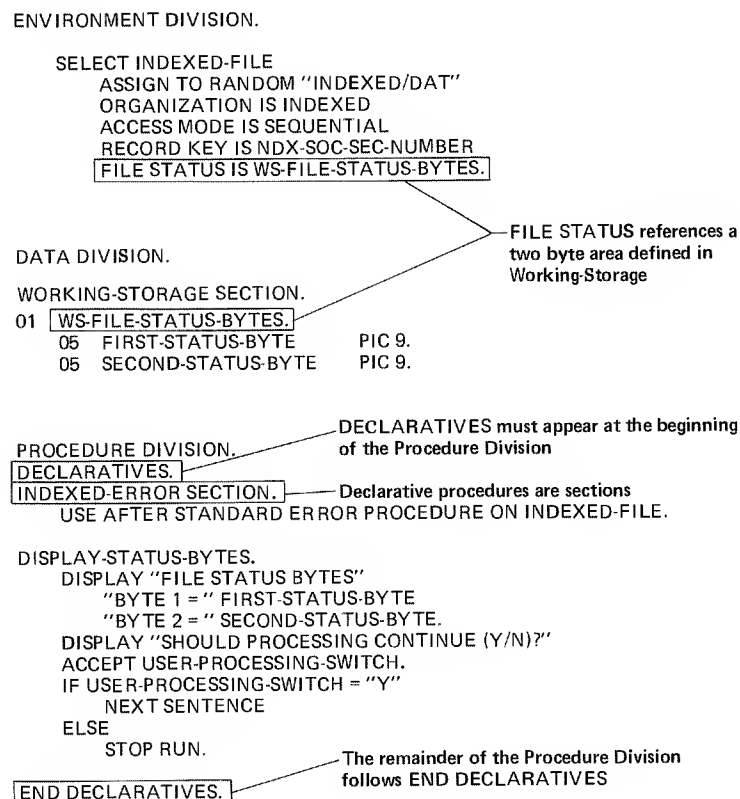 ENVIRONMENT DIVISION.
SELECT INDEXED-FILE
ASSIGN TO RANDOM "INDEXED/DAT"
ORGANIZATION IS INDEXED
ACCESS MODE IS SEQUENTIAL
RECORD KEY IS NDX-SOC-SEC-NUMBER
FILE STATUS IS WS-FILE-STATUS-BYTES.
FILE STATUS references a
two byte area defined in
Working-Storage
DATA DIVISION.
WORKING-STORAGE SECTION.
01 WS-FILE-STATUS-BYTES.
05 FIRST-STATUS-BYTE PIC 9.
05 SECOND-STATUS-BYTE PIC 9.
DECLARATIVES must appear at the beginning
of the Procedure Division
PROCEDURE DIVISION.
DECLARATIVES.
INDEXED-ERROR SECTION. Declarative procedures are sections
USE AFTER STANDARD ERROR PROCEDURE ON INDEXED-FILE.
DISPLAY-STATUS-BYTES.
DISPLAY "FILE STATUS BYTES"
"BYTE 1 = " FIRST-STATUS-BYTE
"BYTE 2 = " SECOND-STATUS-BYTE.
DISPLAY "SHOULD PROCESSING CONTINUE (Y/N)?"
ACCEPT USER-PROCESSING-SWITCH.
IF USER-PROCESSING-SWITCH = "Y"
NEXT SENTENCE
ELSE
STOP RUN.
The remainder of the Procedure Division
follows END DECLARATIVES
END DECLARATIVES.